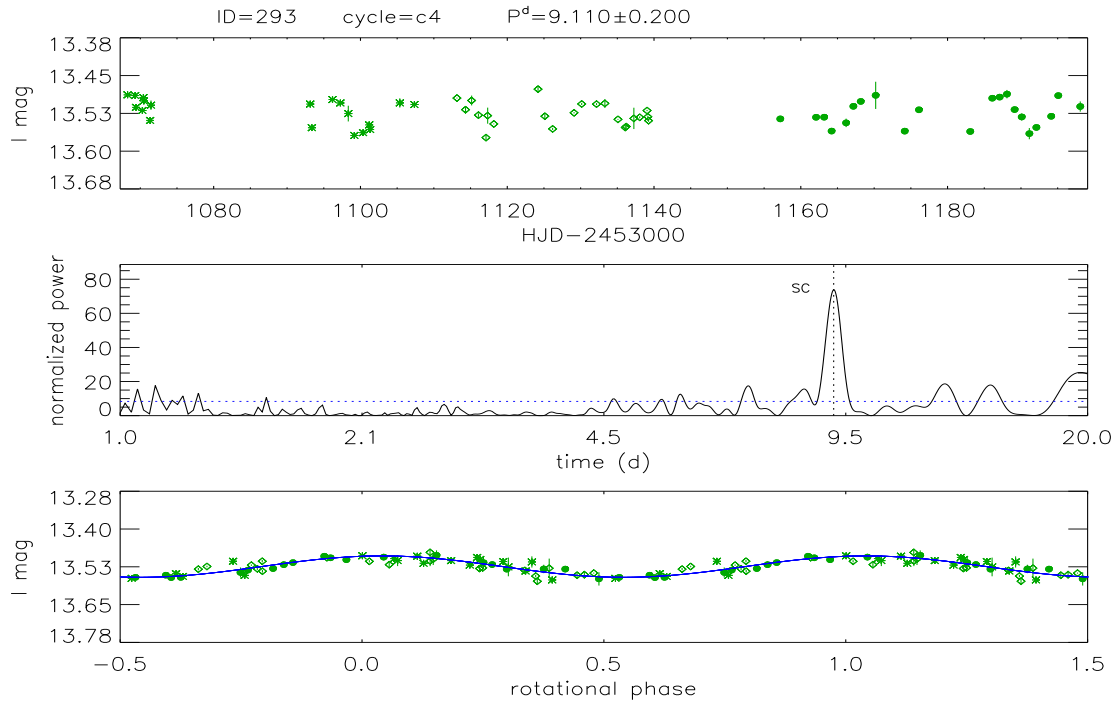 ID=293 cycle=c4 P^d=9.110±0.200
I mag
13.38
13.45
13.53
13.60
13.68
1080 1100 1120 1140 1160 1180
HJD−2453000
normalized power
80
60
40
20
0
sc
1.0 2.1 4.5 9.5 20.0
time (d)
I mag
13.28
13.40
13.53
13.65
13.78
−0.5 0.0 0.5 1.0 1.5
rotational phase